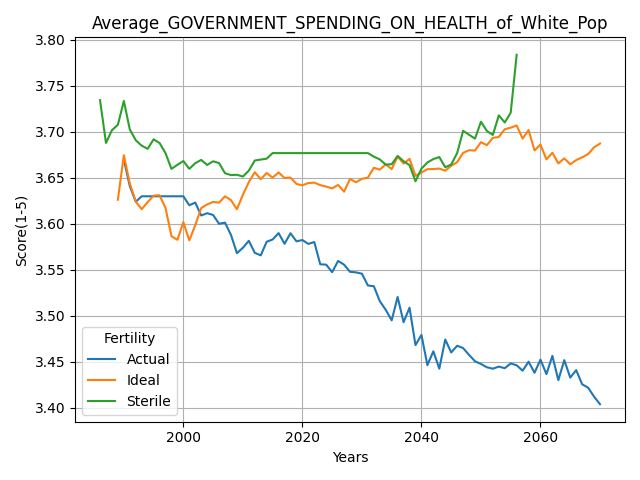 Average_GOVERNMENT_SPENDING_ON_HEALTH_of_White_Pop
3.80
3.75
3.70
3.65
3.60
3.55
3.50
3.45
3.40
Score(1-5)
Fertility
Actual
Ideal
Sterile
2000 2020 2040 2060
Years